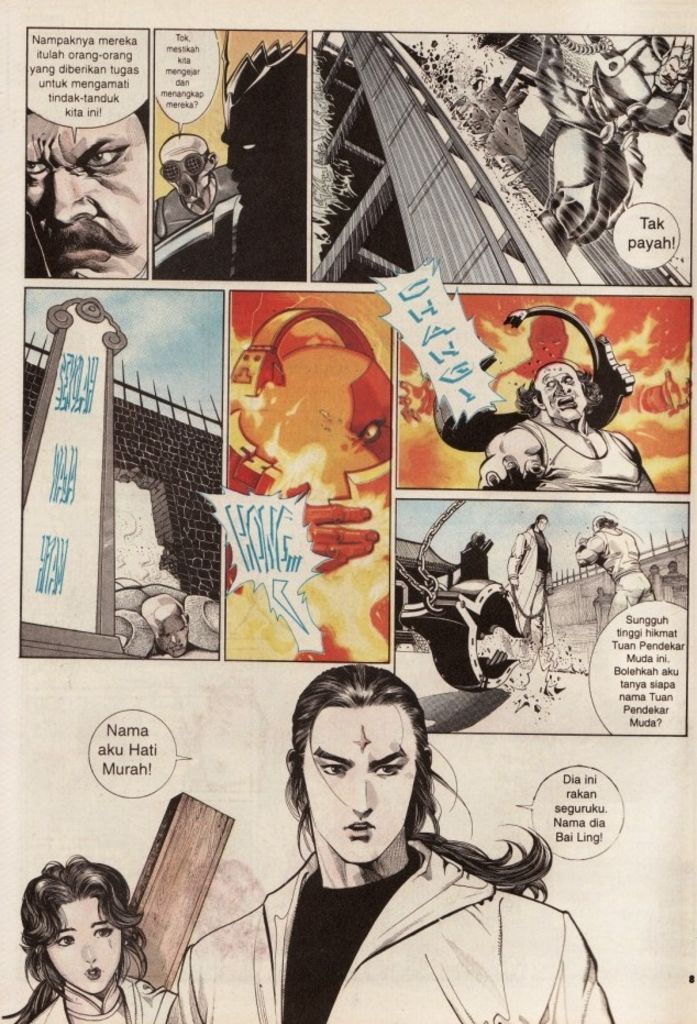 Nampaknya mereka
itulah orang-orang
yang diberikan tugas
untuk mengamati
tindak-tanduk
kita ini!
Tok,
mestikah
kita
mengejar
dan
menangkap
mereka?
Tak
payah!
Sungguh
tinggi hikmat
Tuan Pendekar
Muda ini.
Bolehkah aku
tanya siapa
nama Tuan
Pendekar
Muda?
Nama
aku Hati
Murah!
Dia ini
rakan
seguruku.
Nama dia
Bai Ling!
8